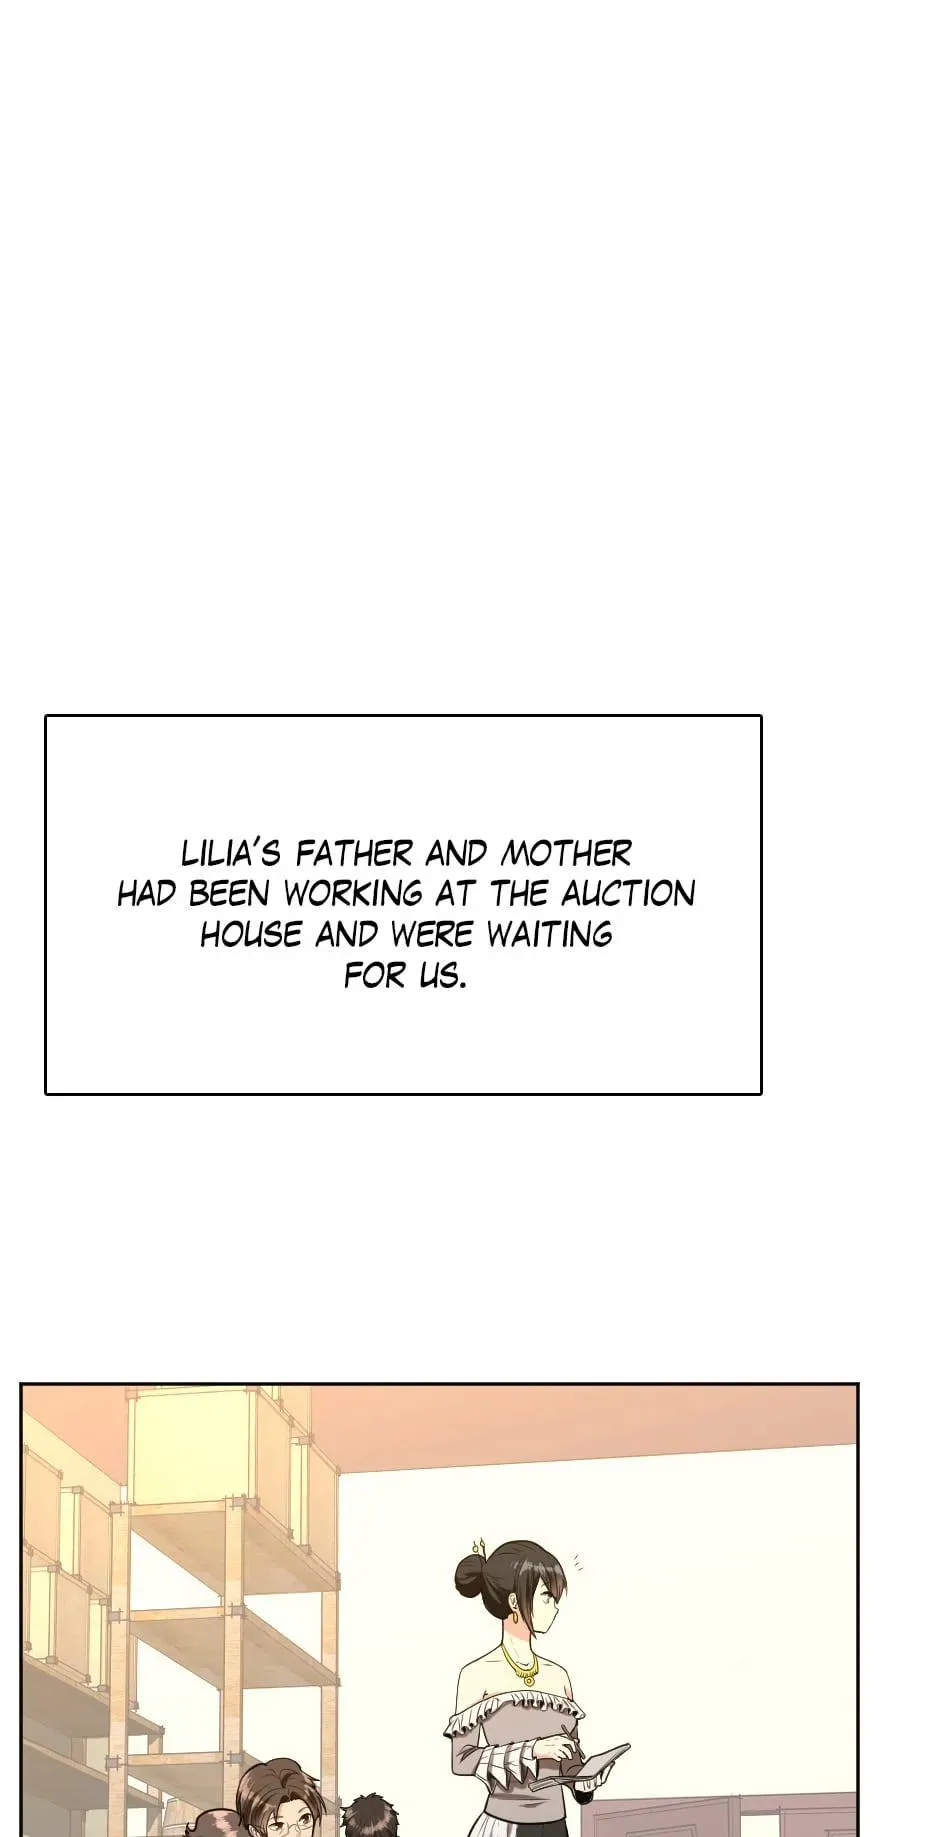 LILIA'S FATHER AND MOTHER
HAD BEEN WORKING AT THE AUCTION
HOUSE AND WERE WAITING
FOR US.